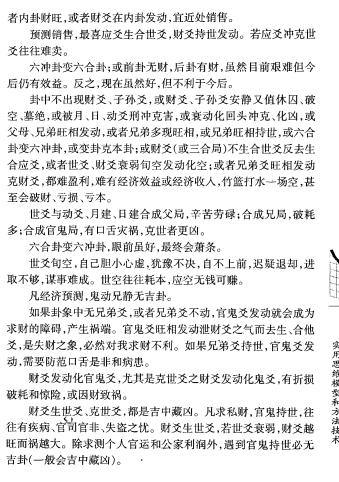 者内卦财旺，或者财爻在内卦发动，宜近处销售。
预测销售，最喜应爻生合世爻，财爻持世发动。若应爻冲克世
爻往往难卖。
六冲卦变六合卦；或前卦无财，后卦有财，虽然目前艰难但今
后仍有效益。反之，现在虽然好，但不利于今后。
卦中不出现财爻、子孙爻，或财爻、子孙爻安静又值休囚、破
空、墓绝，或被月、日、动爻刑冲克害，或衰动化回头冲克、化凶，或
父母、兄弟旺相发动，或者兄弟多现旺相，或兄弟旺相持世，或六合
卦变六冲卦，或变卦克本卦；或财爻（或三合局）不生合世爻反去生
合应爻，或者世爻、财爻衰弱旬空发动化空；或者兄弟爻旺相发动
克财爻，都难盈利，难有经济效益或经济收人，竹篮打水一场空，甚
至会破财、亏损、亏本。
世爻与动爻、月建、日建合成父局，辛苦劳碌；合成兄局，破耗
多；合成官鬼局，有口舌灾祸，克世者更凶。
六合卦变六冲卦，眼前虽好，最终会萧条。
世爻旬空，自己胆小心虚，犹豫不决，自不上前，迟疑退却，进
取不够，谋事难成。世空往往耗本，应空无钱可赚。
凡经济预测，鬼动兄静无吉卦。
如果卦象中无兄弟爻，或者兄弟爻不动，官鬼爻发动就会成为
求财的障碍，产生祸端。官鬼爻旺相发动泄财爻之气而去生、合他
爻，是失财之象，必然对我求财不利。如果兄弟爻持世，官鬼爻发
动，需要防范口舌是非和病患。
财爻发动化官鬼爻，尤其是克世爻之财爻发动化鬼爻，有折损
破耗和惊险，或因财致祸。
财爻生世爻、克世爻，都是吉中藏凶。凡求私财，官鬼持世，往
往有疾病、官司官非、失盗之忧。财爻生世爻，若世爻衰弱，财爻越
旺而祸越大。除求测个人官运和公家利润外，遇到官鬼持世必无
吉卦（一般会吉中藏凶）。
实用思络模型和方法技术